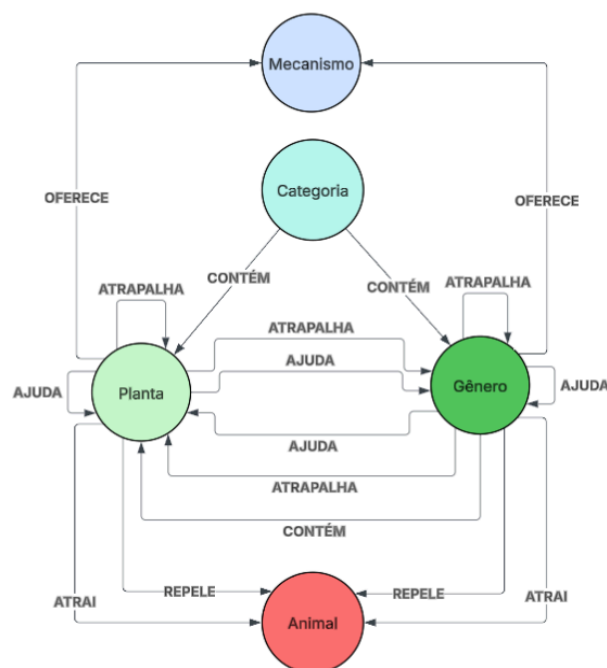 Mecanismo
Categoria
OFERECE
OFERECE
CONTÉM
CONTÉM
ATRAPALHA
ATRAPALHA
ATRAPALHA
AJUDA
Planta
Gênero
AJUDA
AJUDA
AJUDA
ATRAPALHA
CONTÉM
REPELE
REPELE
ATRAI
ATRAI
Animal